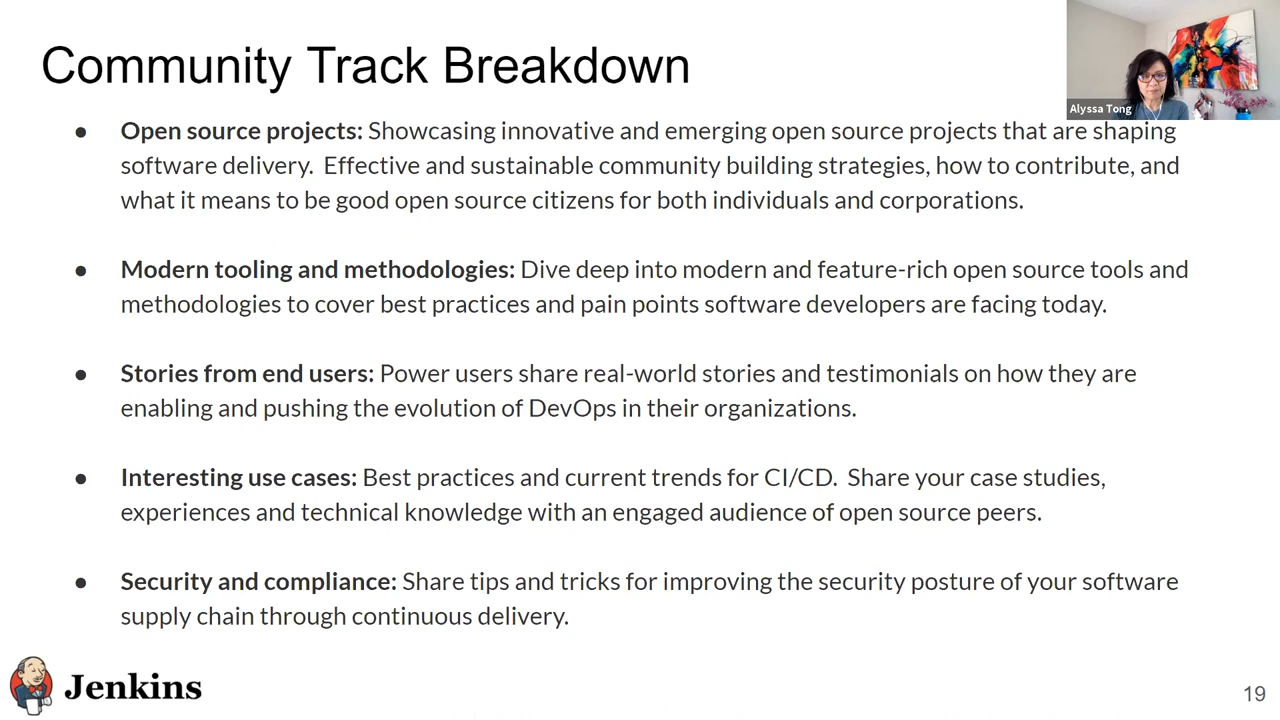 Community Track Breakdown
Alyssa Tong
● Open source projects: Showcasing innovative and emerging open source projects that are shaping
software delivery.  Effective and sustainable community building strategies, how to contribute, and
what it means to be good open source citizens for both individuals and corporations.
● Modern tooling and methodologies: Dive deep into modern and feature-rich open source tools and
methodologies to cover best practices and pain points software developers are facing today.
● Stories from end users: Power users share real-world stories and testimonials on how they are
enabling and pushing the evolution of DevOps in their organizations.
● Interesting use cases: Best practices and current trends for CI/CD.  Share your case studies,
experiences and technical knowledge with an engaged audience of open source peers.
● Security and compliance: Share tips and tricks for improving the security posture of your software
supply chain through continuous delivery.
Jenkins
19